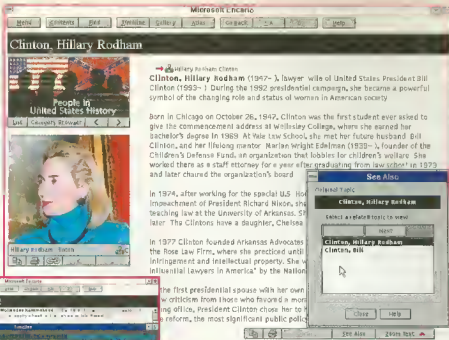 Microsoft Encarta
Menu Contents Find Timeline Gallery Atlas Go Back Help
Clinton, Hillary Rodham
Hillary Rodham Clinton
Clinton, Hillary Rodham (1947- ), lawyer wife of United States President Bill
Clinton (1993- ) During the 1992 presidential campaign, she became a powerful
symbol of the changing role and status of women in American society
People in
United States History
List Category Browser < >
Born in Chicago on October 26, 1947, Clinton was the first student ever asked to
give the commencement address at Wellesley College, where she earned her
bachelor's degree in 1969 At Yale Law School, she met her future husband Bill
Clinton, and her lifelong mentor Marian Wright Edelman (1939- ), founder of the
Children's Defense Fund, an organization that lobbies for children's welfare She
worked there as a staff attorney for a year after graduating from law school in 1973
and later chaired the organization's board
In 1974, after working for the special U.S. Ho
impeachment of President Richard Nixon, she
teaching law at the University of Arkansas. S
later The Clintons have a daughter, Chelsea
In 1977 Clinton founded Arkansas Advocates
the Rose Law Firm, where she practiced until
infringement and intellectual property. She w
influential lawyers in America" by the Nation
the first presidential spouse with her own
criticism from those who favored a more
office, President Clinton chose her to h
reform, the most significant public policy
Hillary Rodham
See Also
Related Topic
Clinton, Hillary Rodham
Select a related topic to view
Clinton, Hillary Rodham
Clinton, Bill
Close Help
See Also Zoom Text